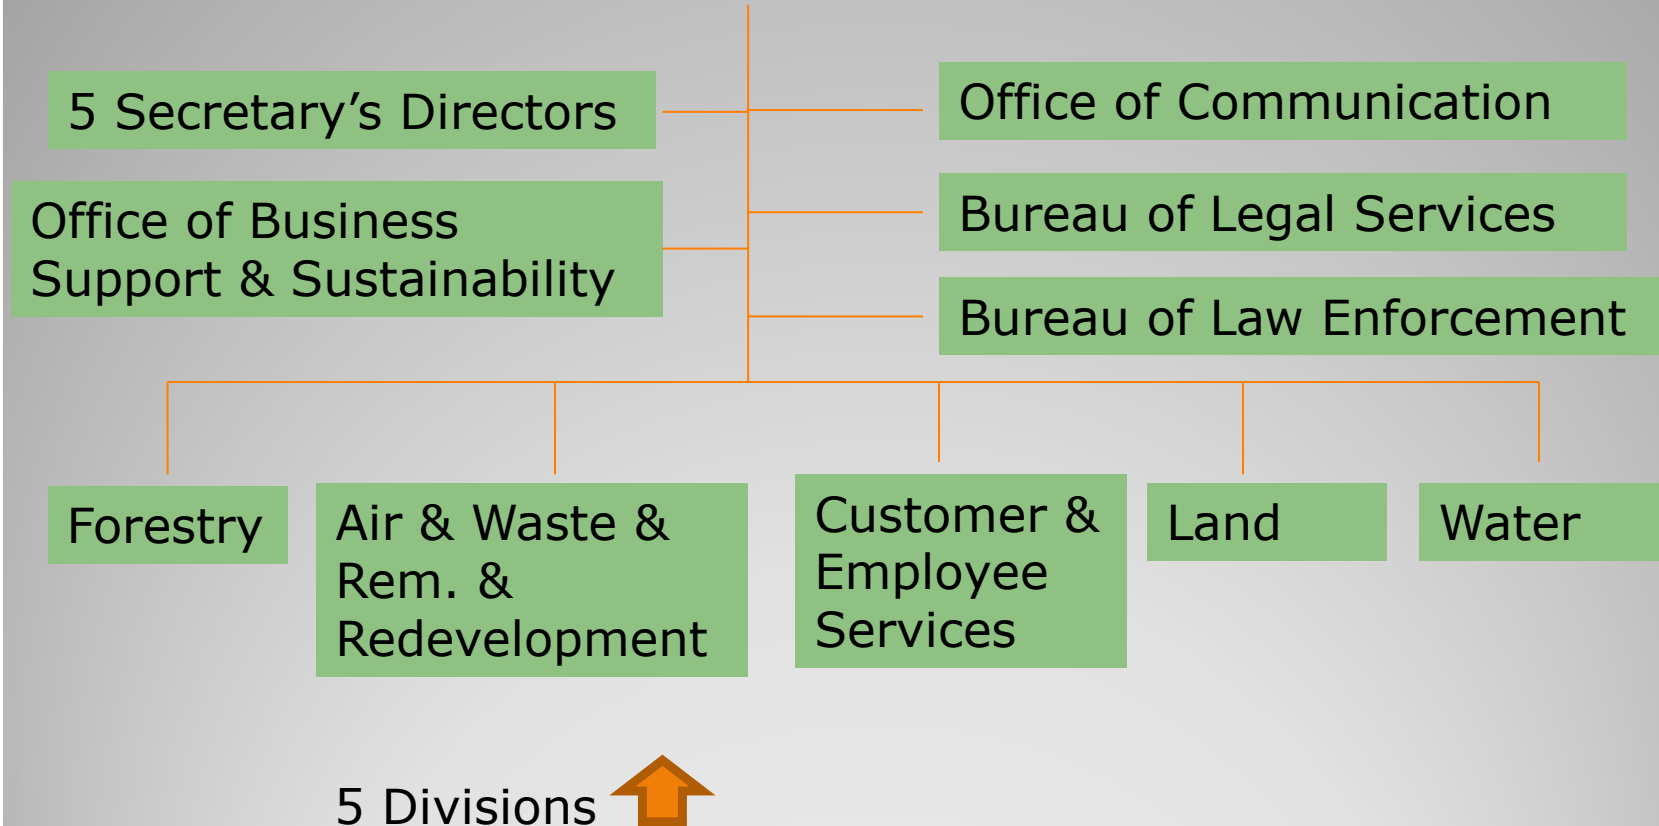 5 Secretary’s Directors
Office of Communication
Office of Business
Support & Sustainability
Bureau of Legal Services
Bureau of Law Enforcement
Forestry
Air & Waste &
Rem. &
Redevelopment
Customer &
Employee
Services
Land
Water
5 Divisions